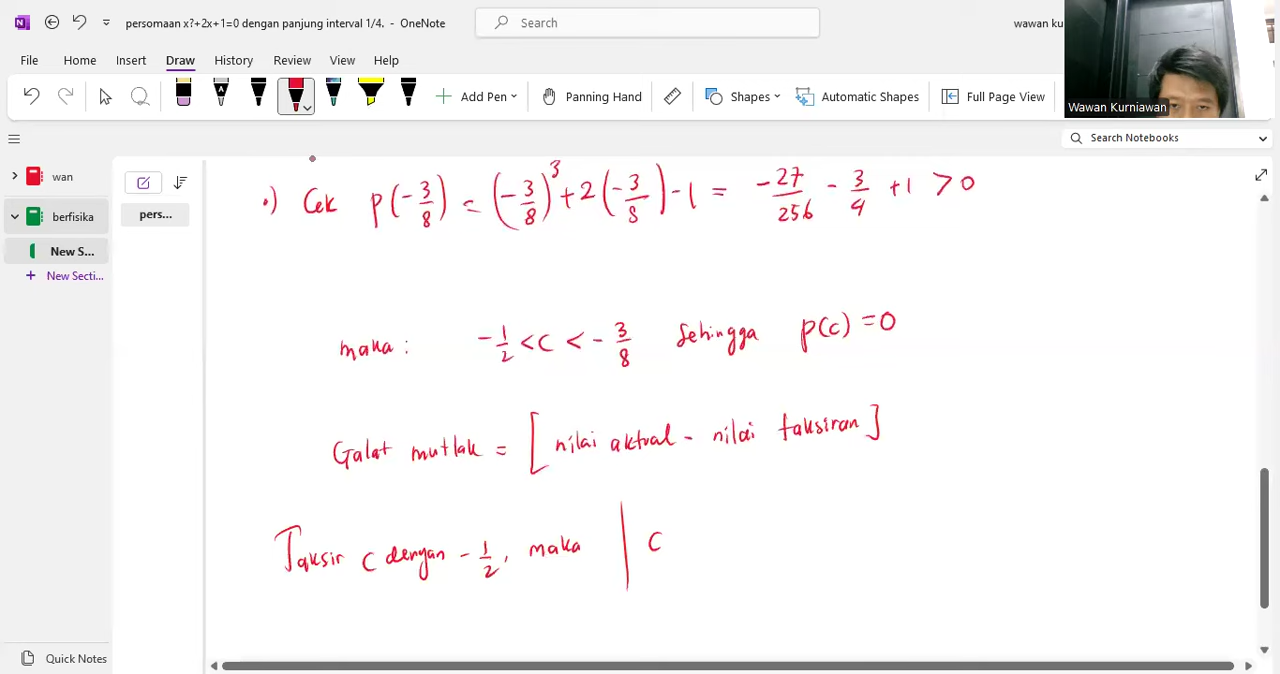 persomaan x?+2x+1=0 dengan panjung interval 1/4. - OneNote
Search
wawan ku
File Home Insert Draw History Review View Help
Add Pen
Panning Hand
Shapes
Automatic Shapes
Full Page View
Wawan Kurniawan
Search Notebooks
wan
berfisika
New S...
New Secti...
pers...
•) Cek p(-3/8) = (-3/8)^3 + 2(-3/8) - 1 = -27/256 - 3/4 + 1 > 0
maka: -1/2 < c < -3/8 sehingga p(c) = 0
Galat mutlak = [nilai aktual - nilai taksiran]
Taksir c dengan -1/2, maka | c
Quick Notes